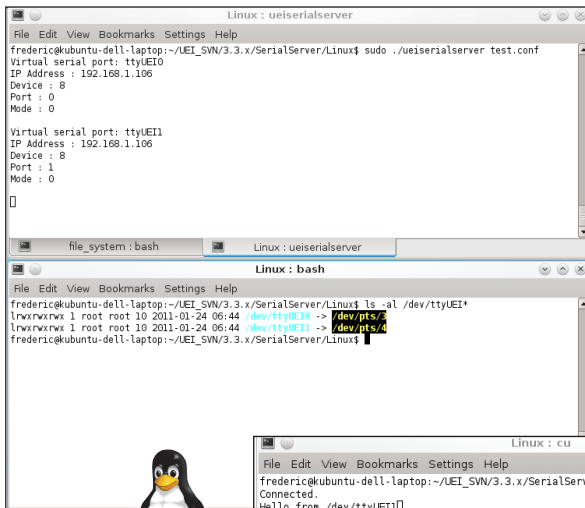 Linux : ueiserialserver
File Edit View Bookmarks Settings Help
frederic@kubuntu-dell-laptop:~/UEI_SVN/3.3.x/SerialServer/Linux$ sudo ./ueiserialserver test.conf
Virtual serial port: ttyUEI0
IP Address : 192.168.1.106
Device : 8
Port : 0
Mode : 0
Virtual serial port: ttyUEI1
IP Address : 192.168.1.106
Device : 8
Port : 1
Mode : 0
file_system : bash
Linux : ueiserialserver
Linux : bash
File Edit View Bookmarks Settings Help
frederic@kubuntu-dell-laptop:~/UEI_SVN/3.3.x/SerialServer/Linux$ ls -al /dev/ttyUEI*
lrwxrwxrwx 1 root root 10 2011-01-24 06:44 /dev/ttyUEI0 -> /dev/pts/3
lrwxrwxrwx 1 root root 10 2011-01-24 06:44 /dev/ttyUEI1 -> /dev/pts/4
frederic@kubuntu-dell-laptop:~/UEI_SVN/3.3.x/SerialServer/Linux$
Linux : cu
File Edit View Bookmarks Settings Help
frederic@kubuntu-dell-laptop:~/UEI_SVN/3.3.x/SerialServ
Connected.
Hello from /dev/ttyUEI1